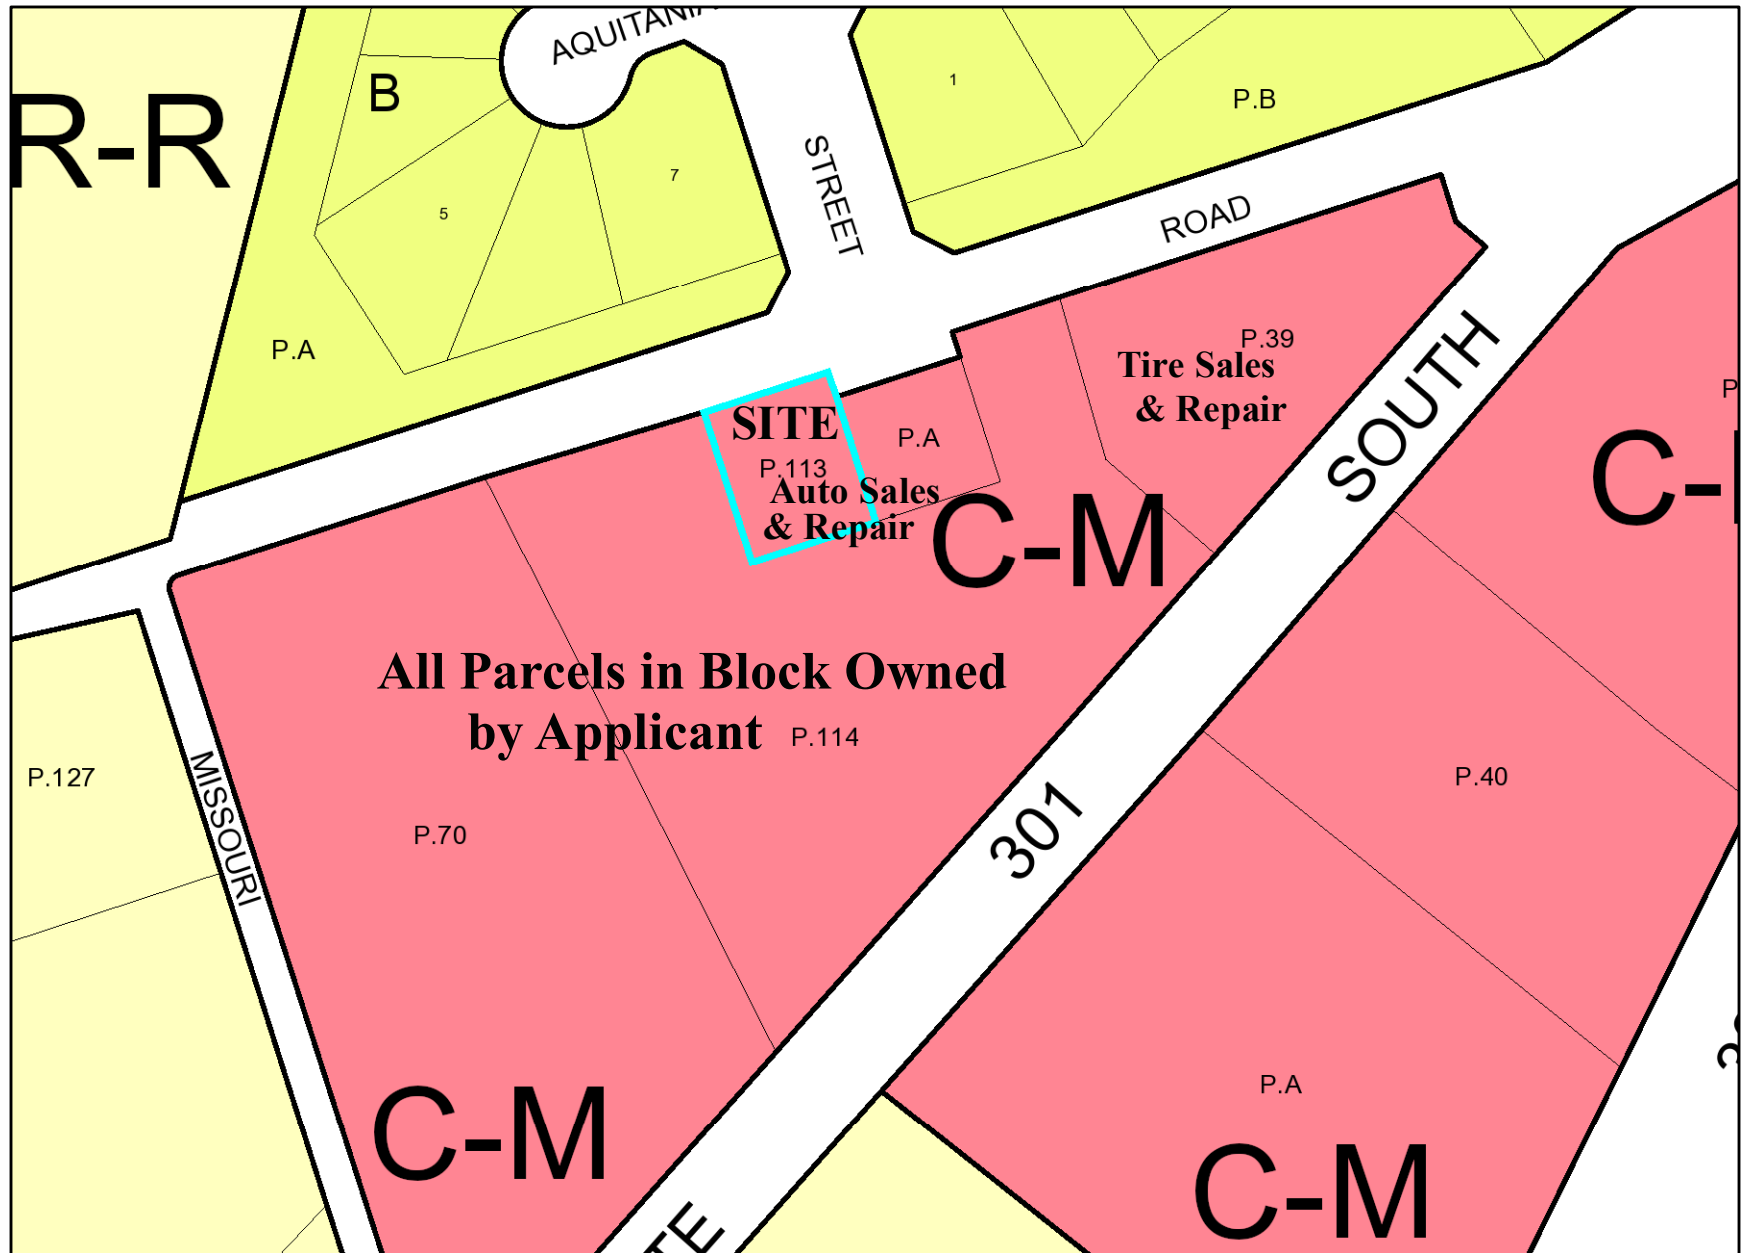 AQUITANIA
B
R-R
1
P.B
STREET
7
5
ROAD
P.A
P.39
Tire Sales
& Repair
SOUTH
SITE
P.A
P.113
Auto Sales
& Repair
C-M
All Parcels in Block Owned
by Applicant
P.114
P.127
MISSOURI
P.70
301
P.40
P.A
C-M
C-M